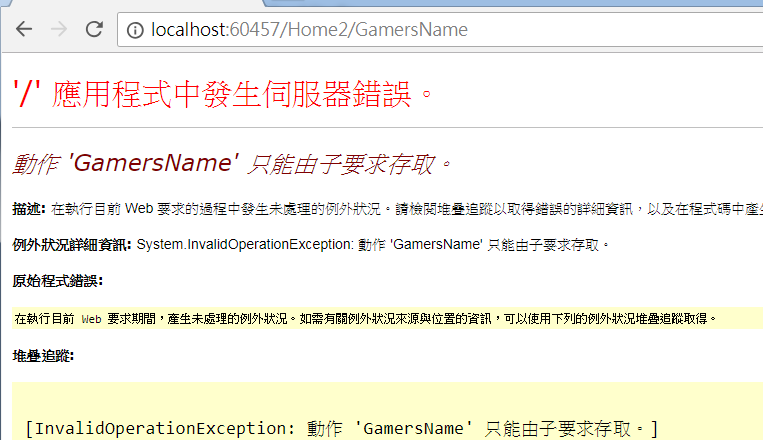 localhost:60457/Home2/GamersName
'/' 應用程式中發生伺服器錯誤。
動作 'GamersName' 只能由子要求存取。
描述: 在執行目前 Web 要求的過程中發生未處理的例外狀況。請檢閱堆疊追蹤以取得錯誤的詳細資訊，以及在程式碼中產
例外狀況詳細資訊: System.InvalidOperationException: 動作 'GamersName' 只能由子要求存取。
原始程式錯誤:
在執行目前 Web 要求期間，產生未處理的例外狀況。如需有關例外狀況來源與位置的資訊，可以使用下列的例外狀況堆疊追蹤取得。
堆疊追蹤:
[InvalidOperationException: 動作 'GamersName' 只能由子要求存取。]